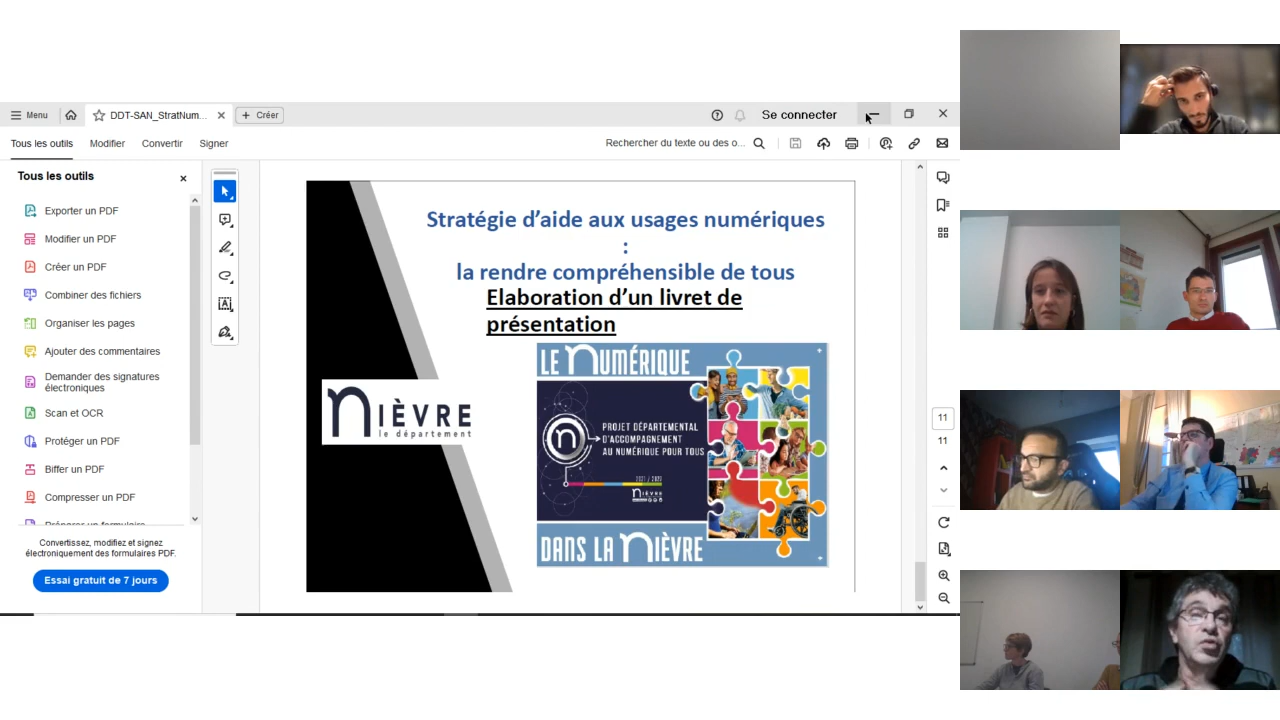 Menu
DDT-SAN_StratNum...
Créer
Se connecter
Tous les outils
Modifier
Convertir
Signer
Rechercher du texte ou des o...
Tous les outils
Exporter un PDF
Modifier un PDF
Créer un PDF
Combiner des fichiers
Organiser les pages
Ajouter des commentaires
Demander des signatures
électroniques
Scan et OCR
Protéger un PDF
Biffer un PDF
Compresser un PDF
Préparer un formulaire
Convertissez, modifiez et signez
électroniquement des formulaires PDF.
Essai gratuit de 7 jours
Stratégie d’aide aux usages numériques
:
la rendre compréhensible de tous
Elaboration d’un livret de
présentation
nIÈVRE
le département
LE nUMÉRIQUE
PROJET DÉPARTEMENTAL
D'ACCOMPAGNEMENT
AU NUMÉRIQUE POUR TOUS
nIÈVRE
DANS LA nIÈVRE
11
11